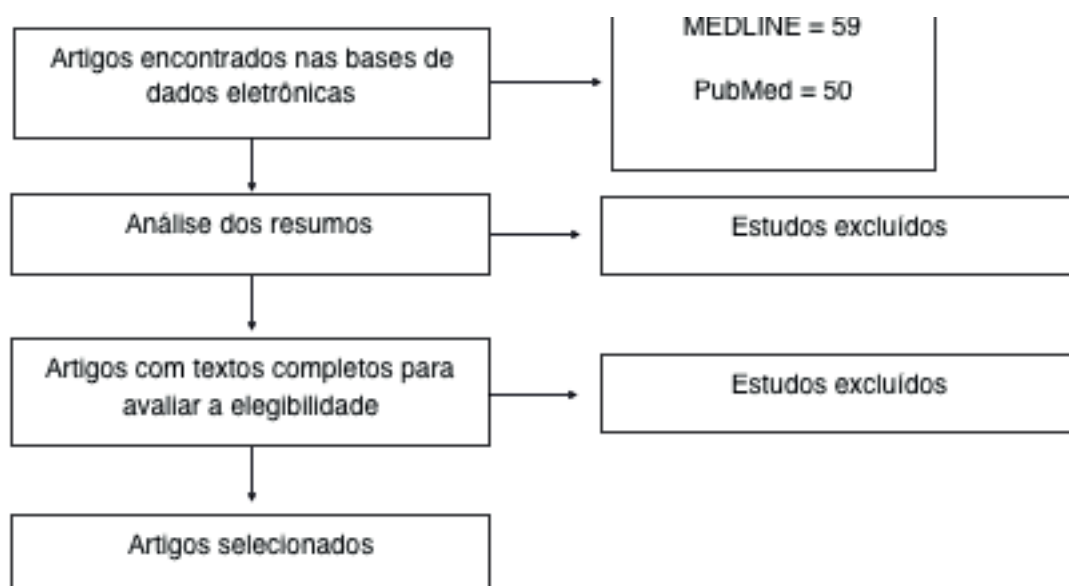 Artigos encontrados nas bases de
dados eletrônicas
MEDLINE = 59
PubMed = 50
Análise dos resumos
Estudos excluídos
Artigos com textos completos para
avaliar a elegibilidade
Estudos excluídos
Artigos selecionados